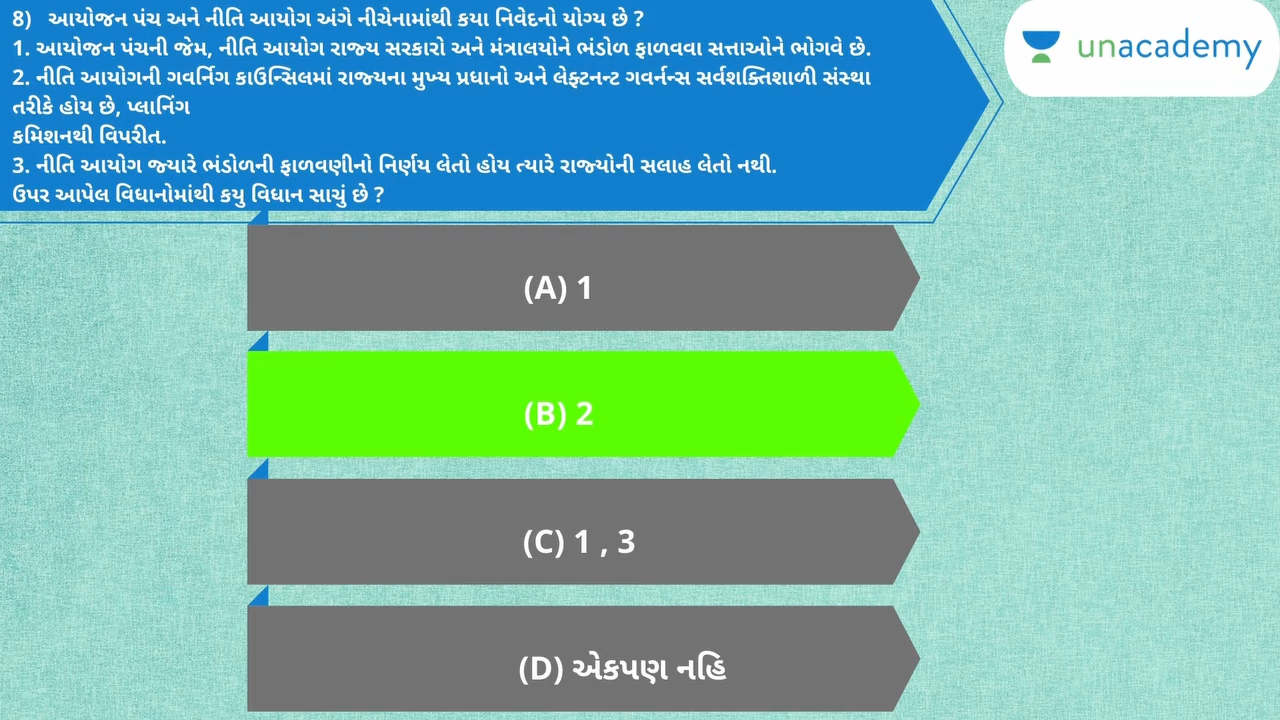 8) આયોજન પંચ અને નીતિ આયોગ અંગે નીચેનામાંથી કયા નિવેદનો યોગ્ય છે ?
1. આયોજન પંચની જેમ, નીતિ આયોગ રાજ્ય સરકારો અને મંત્રાલયોને ભંડોળ ફાળવવા સત્તાઓને ભોગવે છે.
2. નીતિ આયોગની ગવર્નિગ કાઉન્સિલમાં રાજ્યના મુખ્ય પ્રધાનો અને લેફ્ટનન્ટ ગવર્નન્સ સર્વશક્તિશાળી સંસ્થા
તરીકે હોય છે, પ્લાનિંગ
કમિશનથી વિપરીત.
3. નીતિ આયોગ જ્યારે ભંડોળની ફાળવણીનો નિર્ણય લેતો હોય ત્યારે રાજ્યોની સલાહ લેતો નથી.
ઉપર આપેલ વિધાનોમાંથી કયુ વિધાન સાચું છે ?
unacademy
(A) 1
(B) 2
(C) 1 , 3
(D) એકપણ નહિ